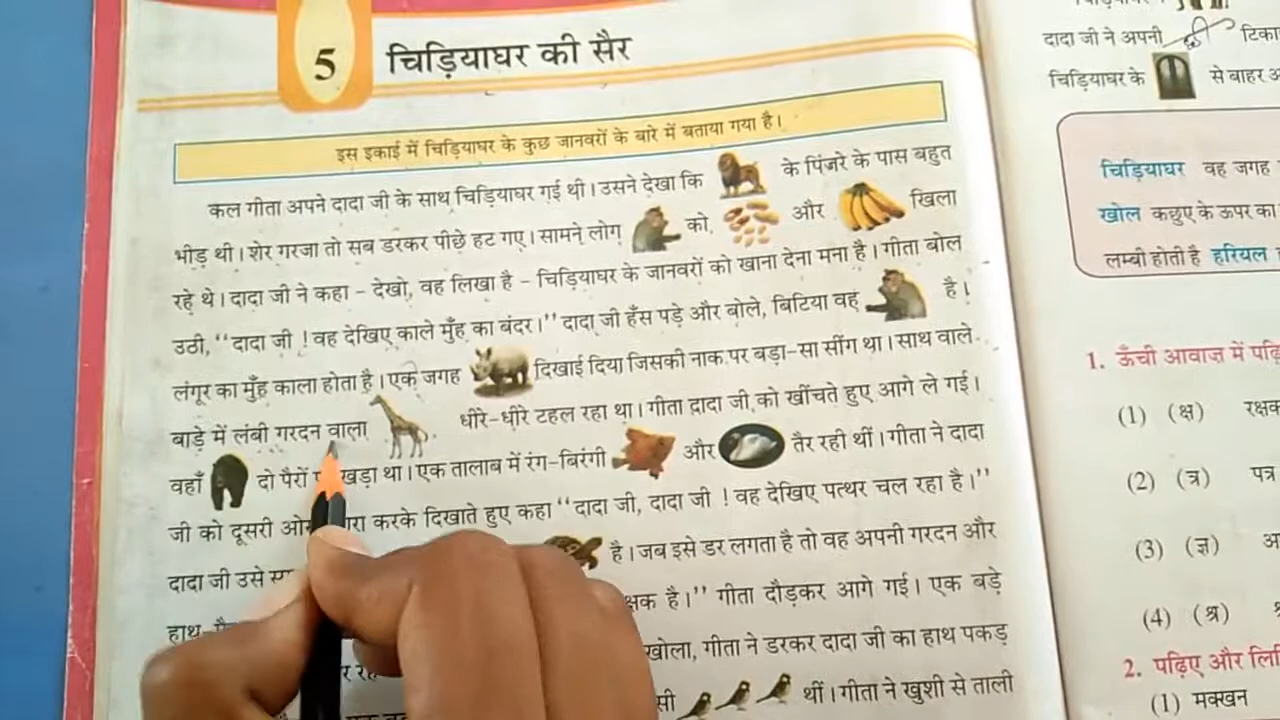 5 चिड़ियाघर की सैर
इस इकाई में चिड़ियाघर के कुछ जानवरों के बारे में बताया गया है।
कल गीता अपने दादा जी के साथ चिड़ियाघर गई थी। उसने देखा कि के पिंजरे के पास बहुत
भीड़ थी। शेर गरजा तो सब डरकर पीछे हट गए। सामने लोग को, और खिला
रहे थे। दादा जी ने कहा - देखो, वह लिखा है - चिड़ियाघर के जानवरों को खाना देना मना है। गीता बोल
उठी, "दादा जी ! वह देखिए काले मुँह का बंदर।" दादा जी हँस पड़े और बोले, बिटिया वह है।
लंगूर का मुँह काला होता है। एक जगह दिखाई दिया जिसकी नाक पर बड़ा-सा सींग था। साथ वाले
बाड़े में लंबी गरदन वाला धीरे-धीरे टहल रहा था। गीता दादा जी को खींचते हुए आगे ले गई।
वहाँ दो पैरों खड़ा था। एक तालाब में रंग-बिरंगी और तैर रही थीं। गीता ने दादा
जी को दूसरी करके दिखाते हुए कहा "दादा जी, दादा जी ! वह देखिए पत्थर चल रहा है।"
दादा जी उसे है। जब इसे डर लगता है तो वह अपनी गरदन और
है।" गीता दौड़कर आगे गई। एक बड़े
खोला, गीता ने डरकर दादा जी का हाथ पकड़
थीं। गीता ने खुशी से ताली
दादा जी ने अपनी
चिड़ियाघर के से बाहर
चिड़ियाघर वह जगह
खोल कछुए के ऊपर का
लम्बी होती है हरियल
1. ऊँची आवाज़ में
(1) (क्ष)
(2) (त्र) पत्र
(3) (ज्ञ)
(4) (श्र)
2. पढ़िए और
(1) मक्खन